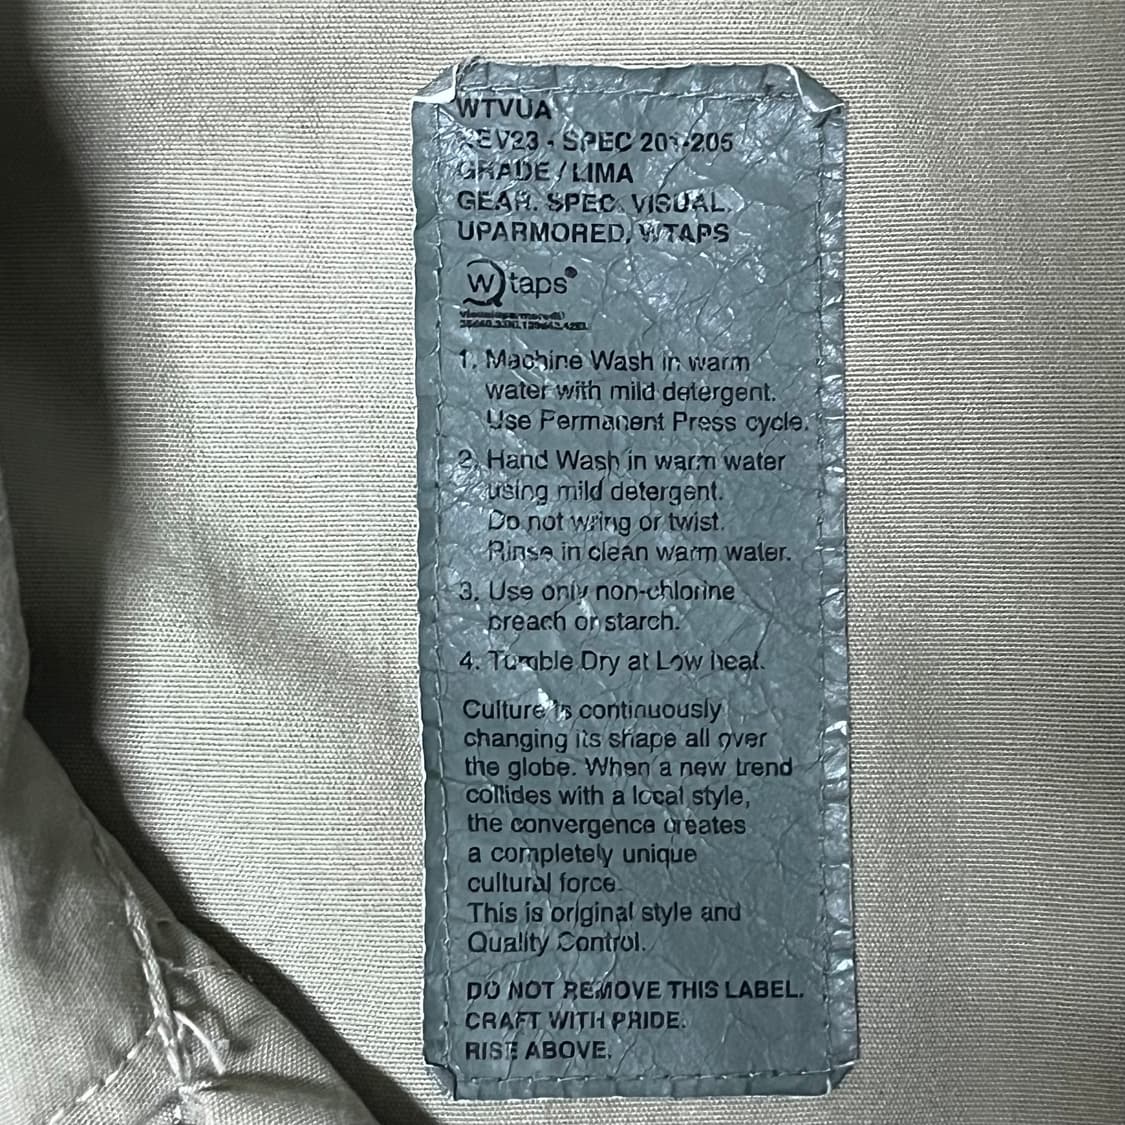 WTVUA
REV23 - SPEC 201-205
GRADE / LIMA
GEAR. SPEC. VISUAL.
UPARMORED, WTAPS
Wtaps®
1. Machine Wash in warm
water with mild detergent.
Use Permanent Press cycle.
2. Hand Wash in warm water
using mild detergent.
Do not wring or twist.
Rinse in clean warm water.
3. Use only non-chlorine
breach or starch.
4. Tumble Dry at Low heat.
Culture is continuously
changing its shape all over
the globe. When a new trend
collides with a local style,
the convergence creates
a completely unique
cultural force.
This is original style and
Quality Control.
DO NOT REMOVE THIS LABEL.
CRAFT WITH PRIDE.
RISE ABOVE.